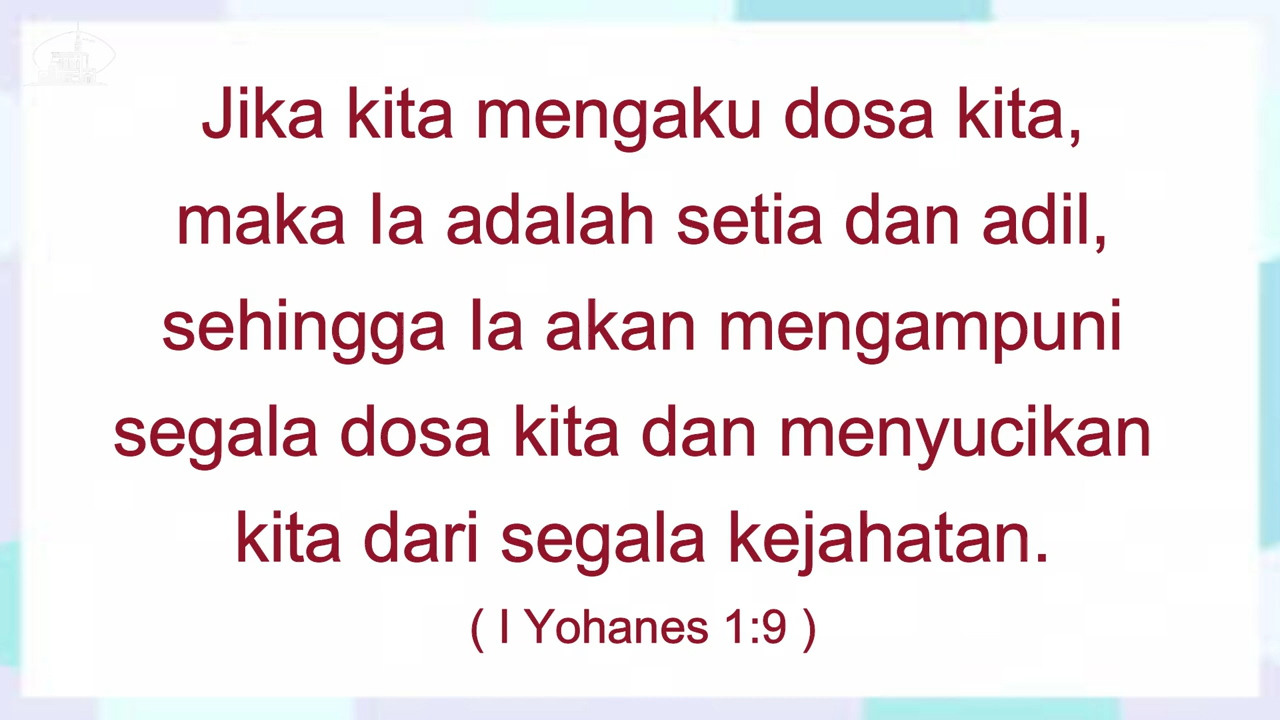 Jika kita mengaku dosa kita,
maka Ia adalah setia dan adil,
sehingga Ia akan mengampuni
segala dosa kita dan menyucikan
kita dari segala kejahatan.
( I Yohanes 1:9 )